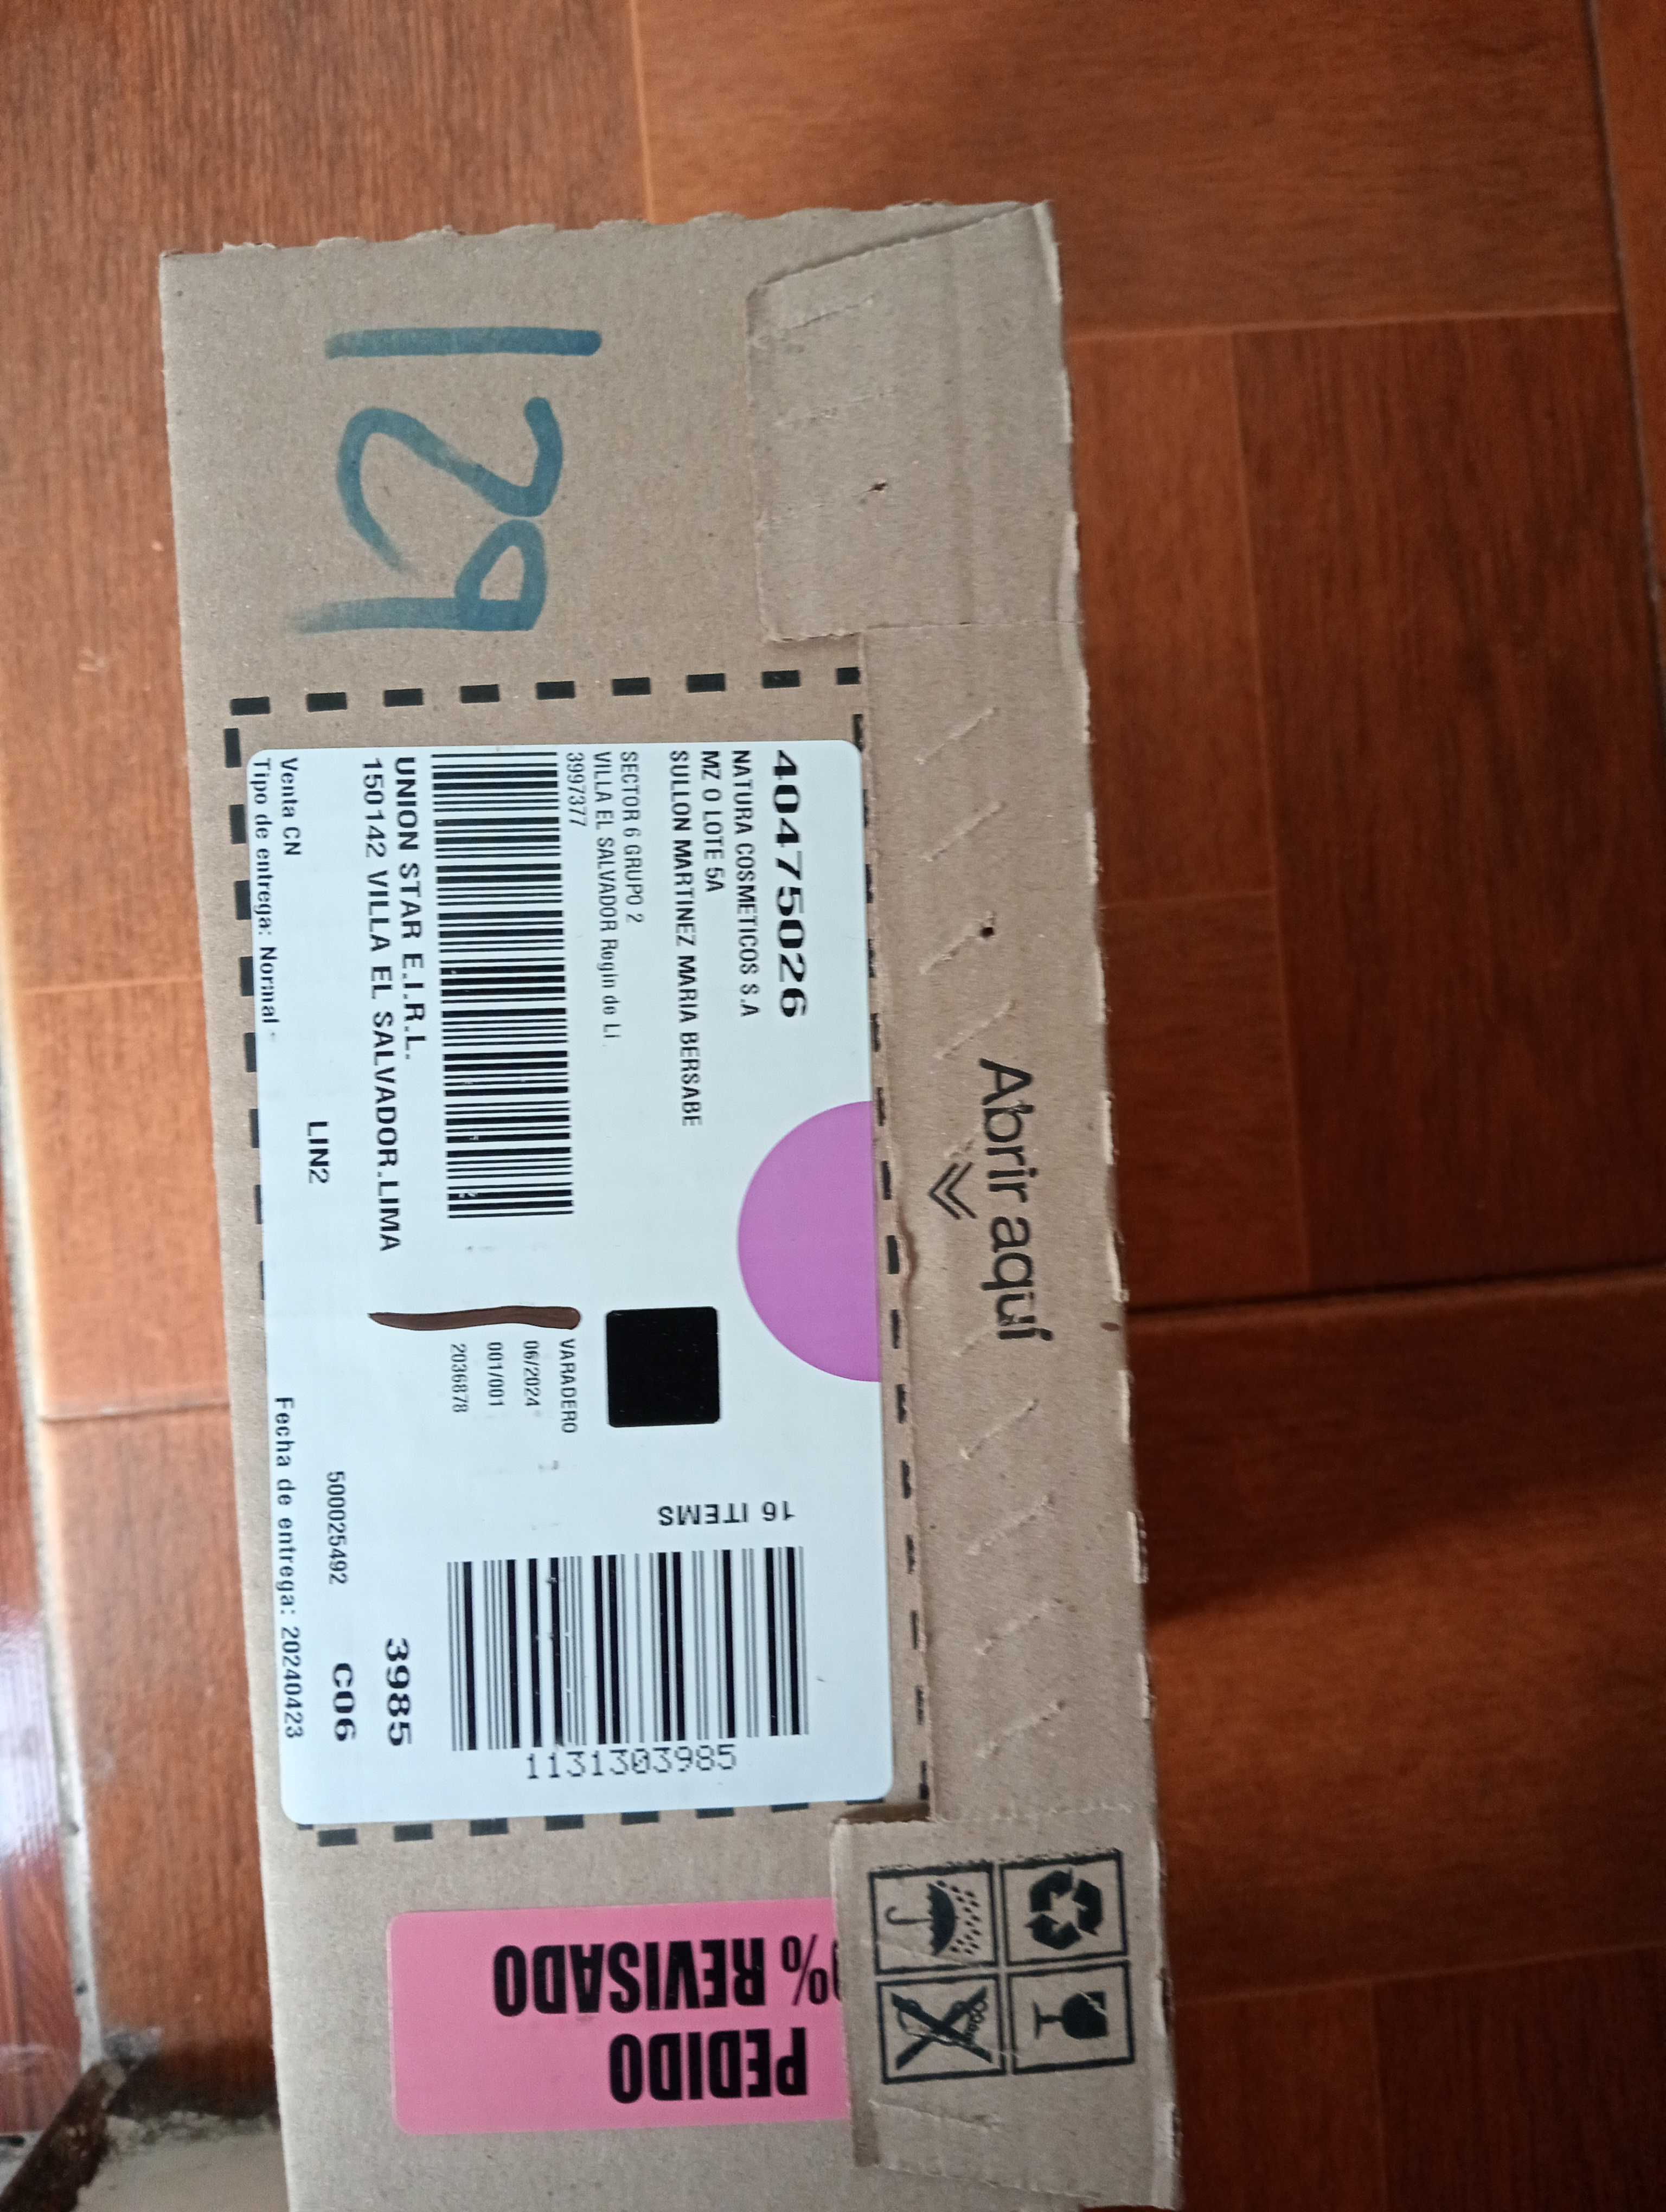 129
Abrir aquí
40475026
NATURA COSMETICOS S.A
MZ O LOTE 5A
SULLON MARTINEZ MARIA BERSABE
SECTOR 6 GRUPO 2
VILLA EL SALVADOR Regin de Li
3997377
16 ITEMS
VARADERO
06/2024
001/001
2036878
1131303985
UNION STAR E.I.R.L.
3985
150142 VILLA EL SALVADOR.LIMA
LIN2
500025492
C06
Venta CN
Tipo de entrega: Normal
Fecha de entrega: 20240423
PEDIDO
% REVISADO